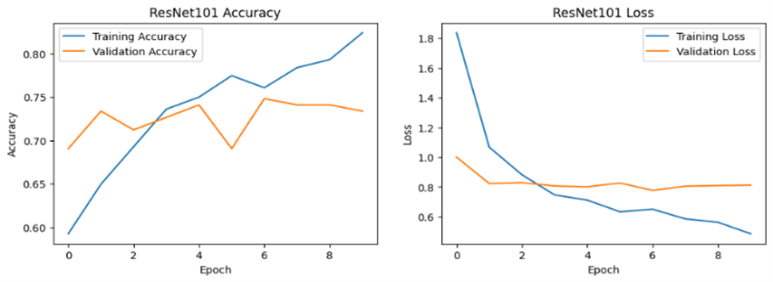 ResNet101 Accuracy
Training Accuracy
Validation Accuracy
0.80
0.75
0.70
0.65
0.60
Accuracy
0 2 4 6 8
Epoch
ResNet101 Loss
Training Loss
Validation Loss
1.8
1.6
1.4
1.2
1.0
0.8
0.6
Loss
0 2 4 6 8
Epoch